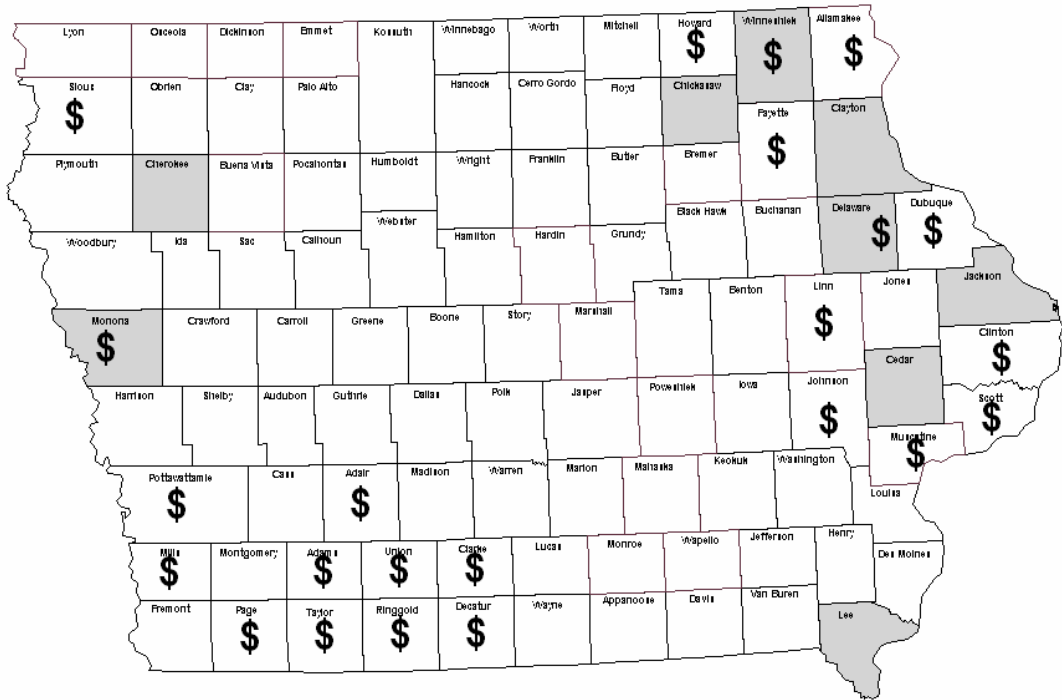 Lyon Osceola Dickinson Emmet Kossuth Winnebago Worth Mitchell Howard Winneshiek Allamakee
$ $ $
Sioux Obrien Clay Palo Alto Hancock Cerro Gordo Floyd Chickasaw Fayette Clayton
$ $
Plymouth Cherokee Buena Vista Pocahontas Humboldt Wright Franklin Butler Bremer
Webster Black Hawk Buchanan Delaware Dubuque
$ $
Woodbury Ida Sac Calhoun Hamilton Hardin Grundy
Tama Benton Linn Jones Jackson
Monona Crawford Carroll Greene Boone Story Marshall Clinton
$ $ $
Harrison Shelby Audubon Guthrie Dallas Polk Jasper Poweshiek Iowa Johnson Cedar Scott
$ $
Muscatine
$
Pottawattamie Cass Adair Madison Warren Marion Mahaska Keokuk Washington Louisa
$ $
Mills Montgomery Adams Union Clarke Lucas Monroe Wapello Jefferson Henry Des Moines
$ $ $ $
Fremont Page Taylor Ringgold Decatur Wayne Appanoose Davis Van Buren Lee
$ $ $ $